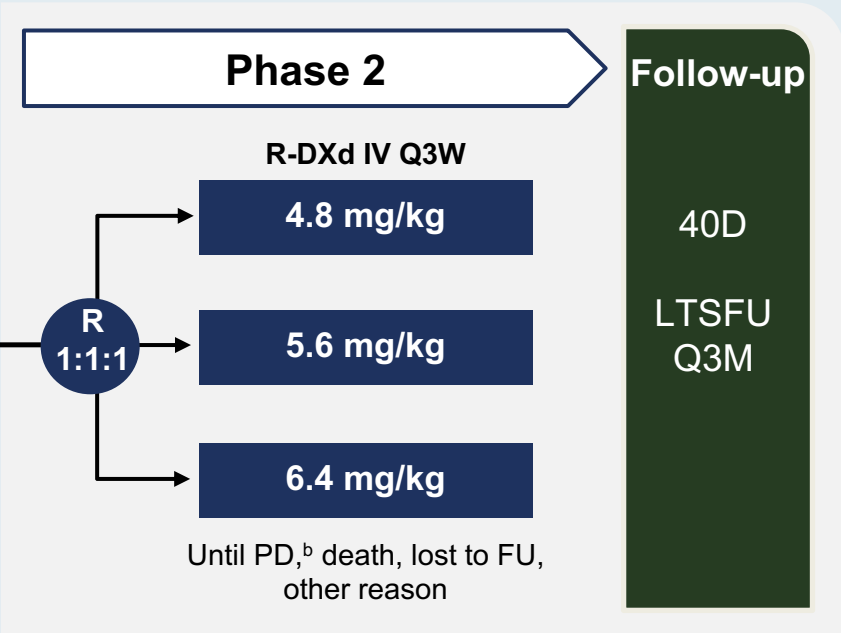 Phase 2
Follow-up
R-DXd IV Q3W
4.8 mg/kg
40D
R
1:1:1
5.6 mg/kg
LTSFU
Q3M
6.4 mg/kg
Until PD,ᵇ death, lost to FU,
other reason